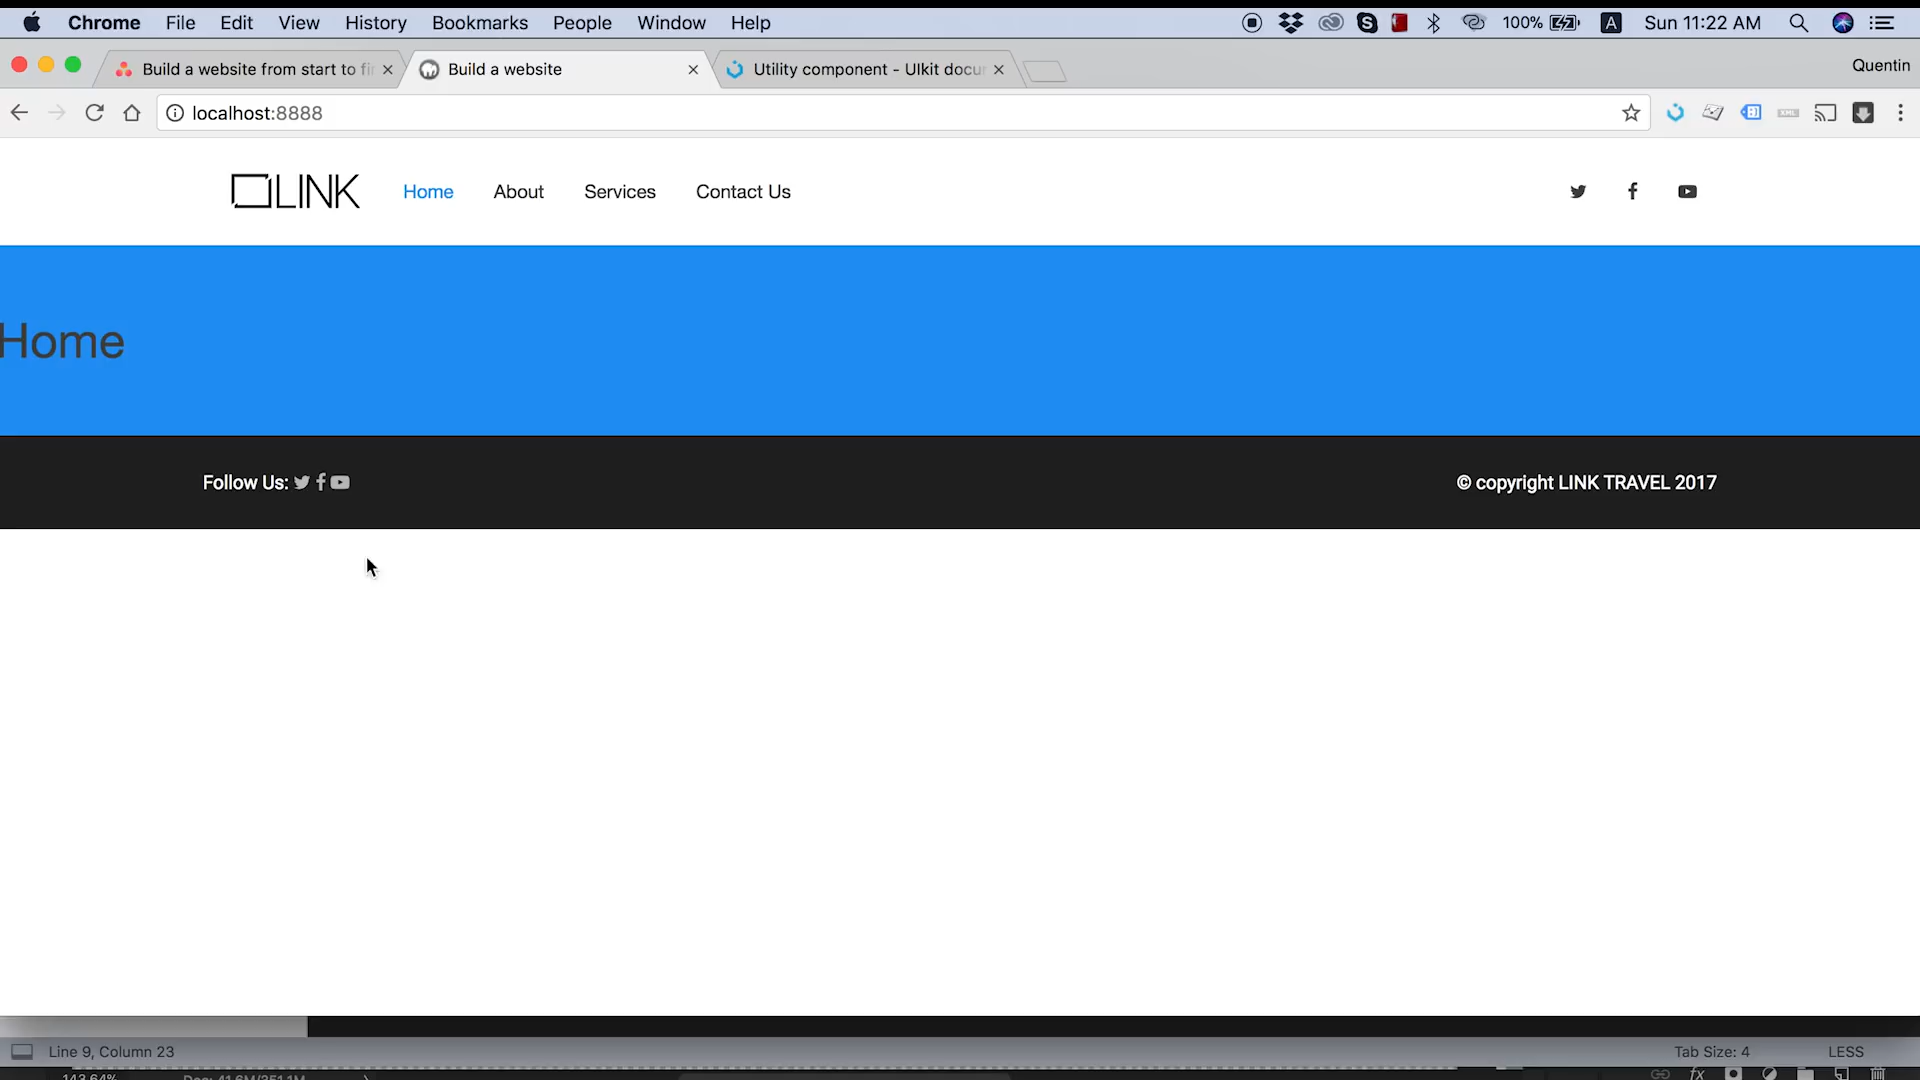 Chrome File Edit View History Bookmarks People Window Help 100% A Sun 11:22 AM
Build a website from start to fi Build a website Utility component - UIkit docu Quentin
localhost:8888
LINK Home About Services Contact Us
Home
Follow Us: © copyright LINK TRAVEL 2017
Line 9, Column 23 Tab Size: 4 LESS